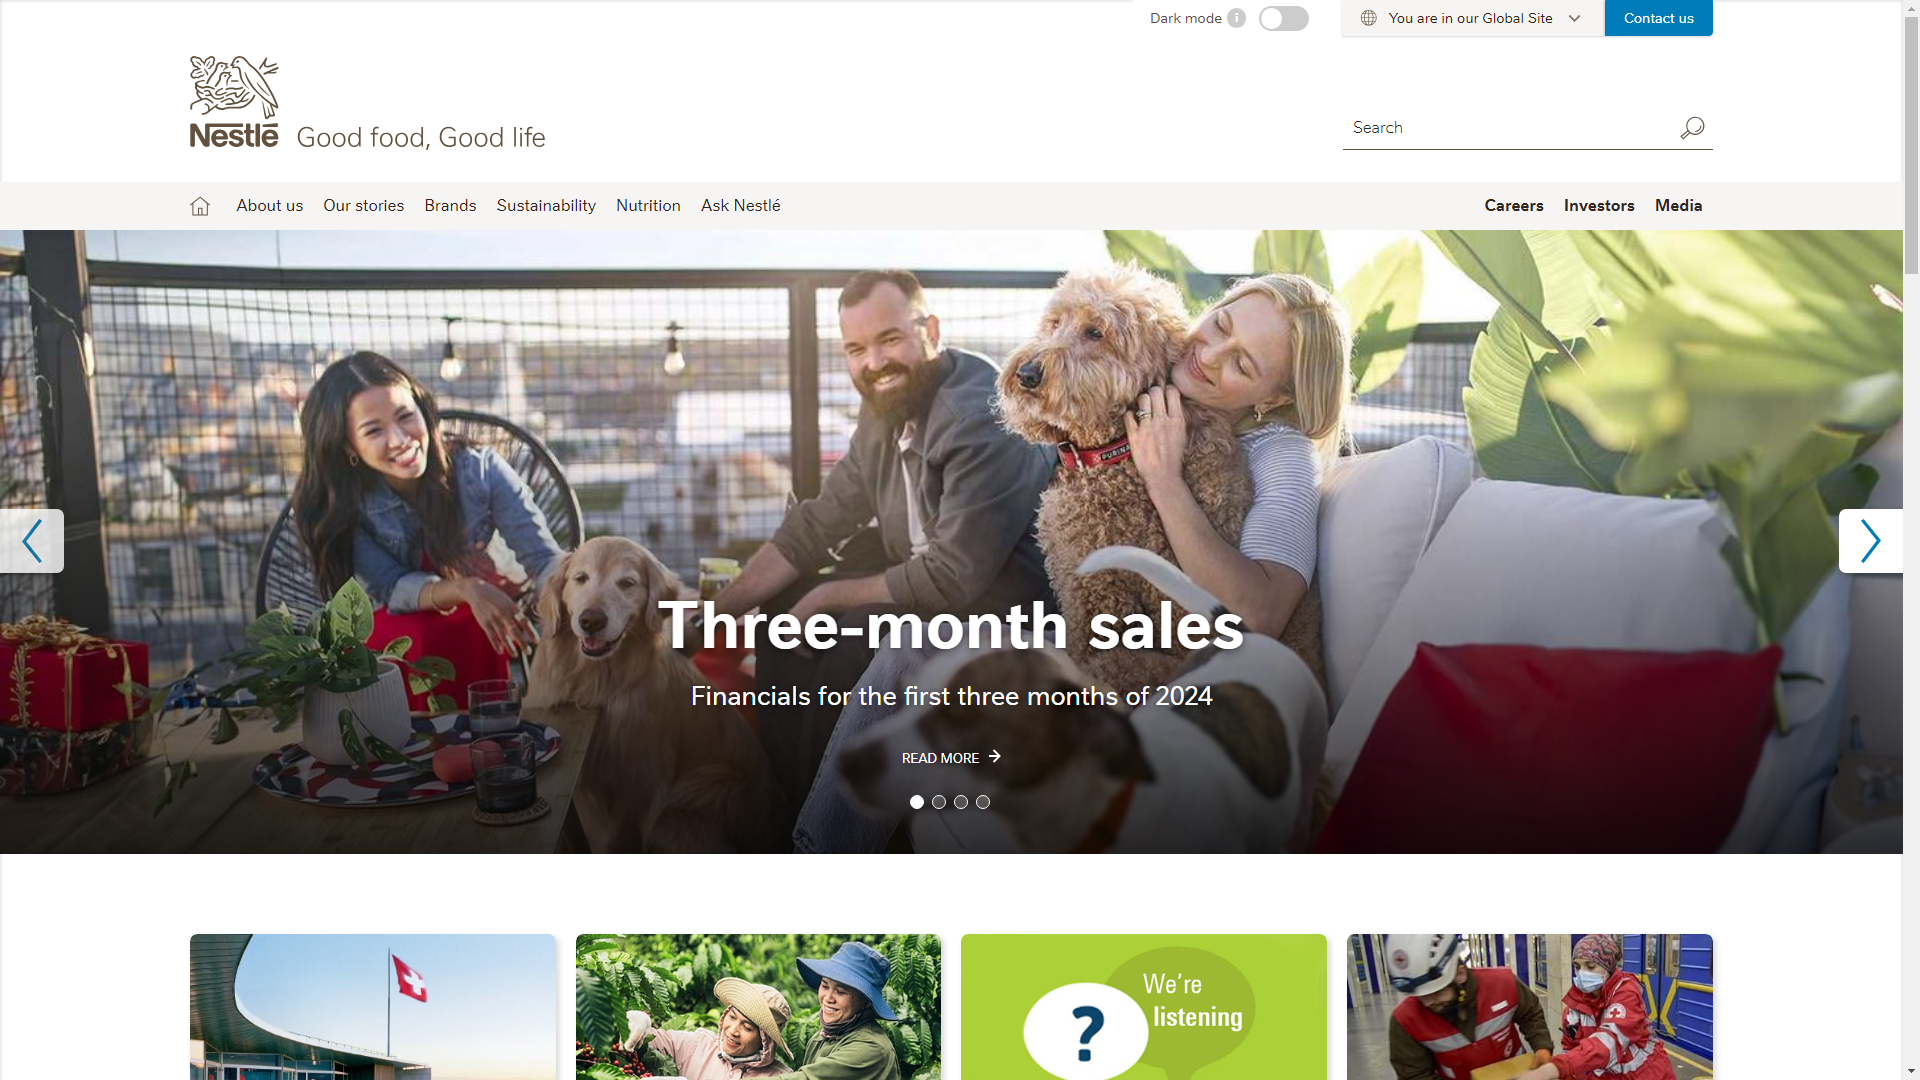 Dark mode
You are in our Global Site
Contact us
Nestlé
Good food, Good life
Search
About us
Our stories
Brands
Sustainability
Nutrition
Ask Nestlé
Careers
Investors
Media
PURINA
Three-month sales
Financials for the first three months of 2024
READ MORE
We're
listening
?